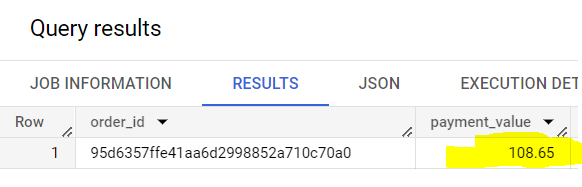 Query results
JOB INFORMATION RESULTS JSON EXECUTION DET
Row order_id payment_value
1 95d6357ffe41aa6d2998852a710c70a0 108.65